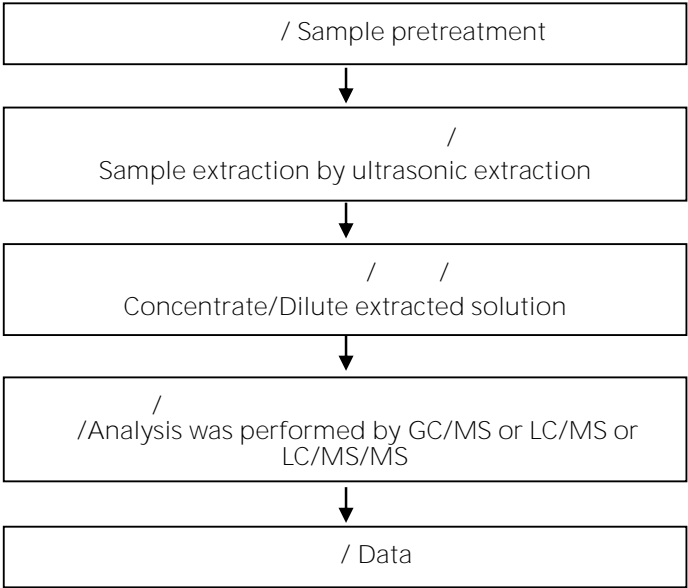 / Sample pretreatment
/
Sample extraction by ultrasonic extraction
/ /
Concentrate/Dilute extracted solution
/
/Analysis was performed by GC/MS or LC/MS or
LC/MS/MS
/ Data